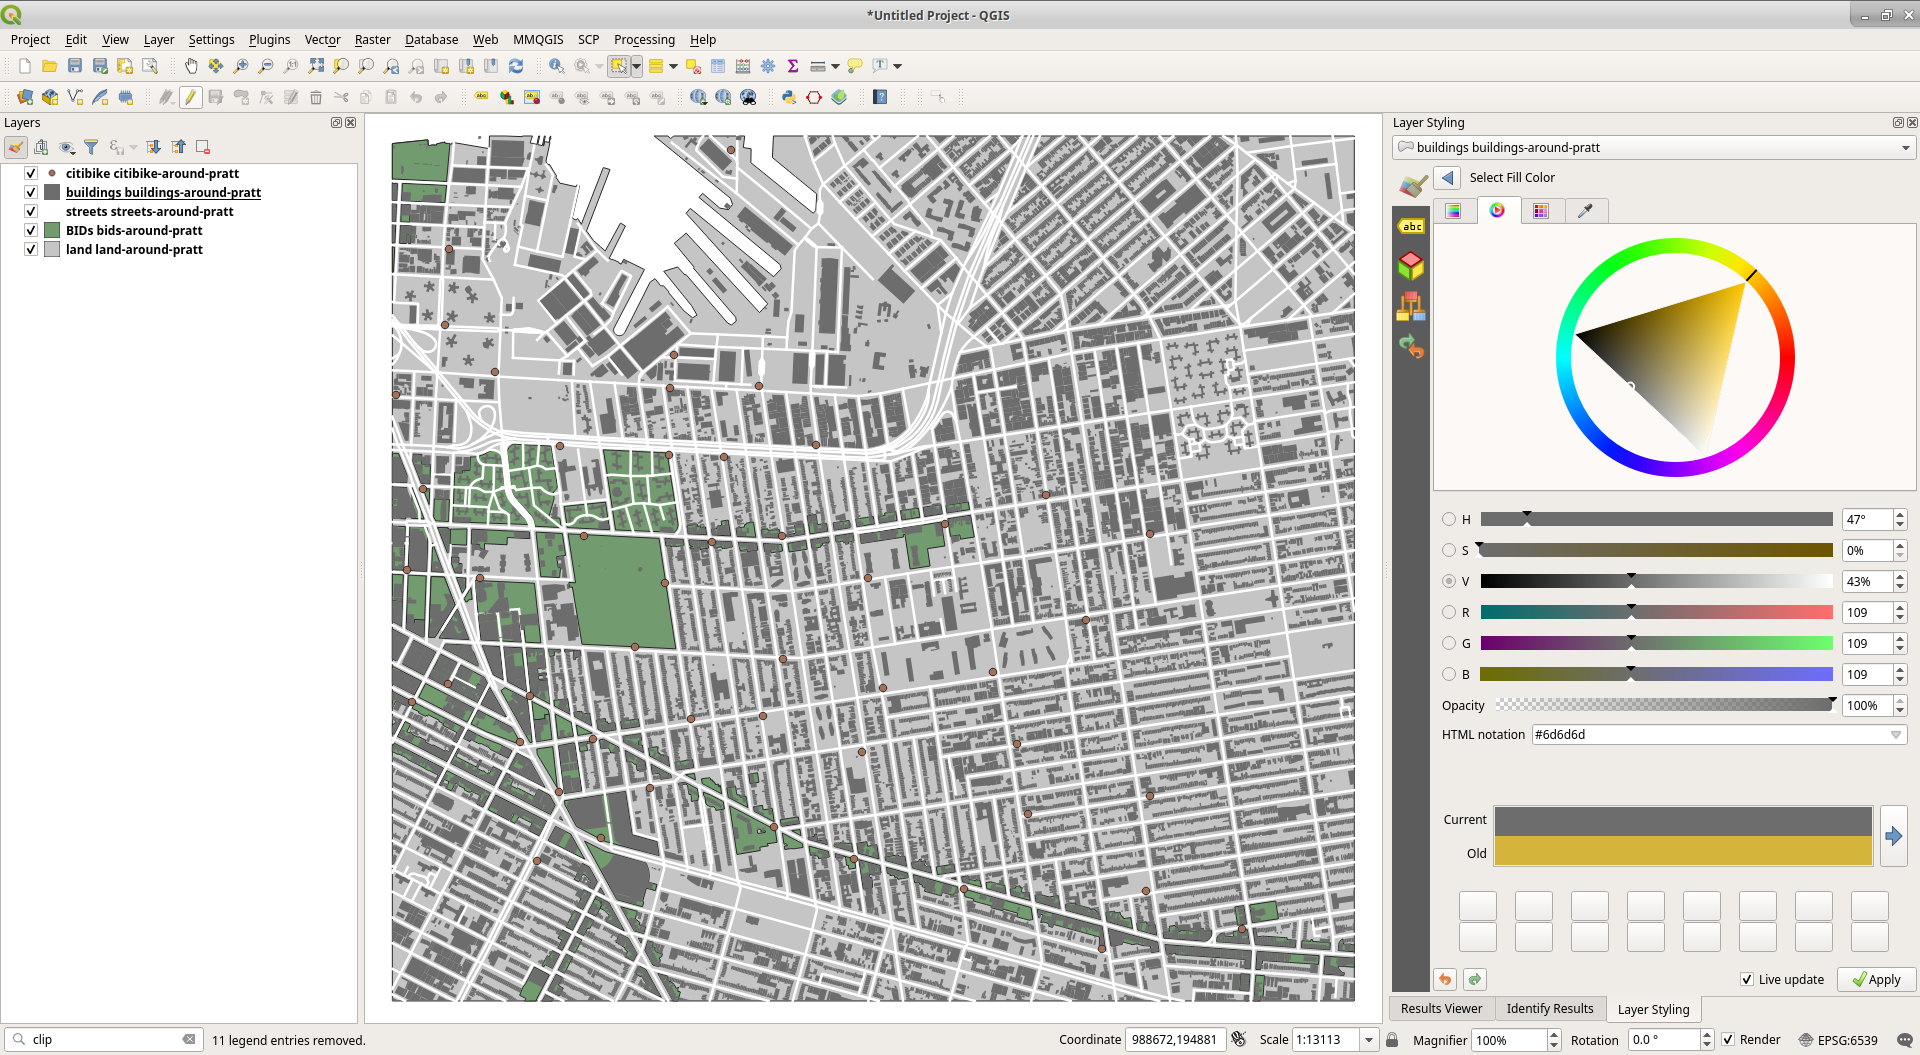 *Untitled Project - QGIS
Project Edit View Layer Settings Plugins Vector Raster Database Web MMQGIS SCP Processing Help
Layers
citibike citibike-around-pratt
buildings buildings-around-pratt
streets streets-around-pratt
BIDs bids-around-pratt
land land-around-pratt
Layer Styling
buildings buildings-around-pratt
Select Fill Color
abc
H 47°
S 0%
V 43%
R 109
G 109
B 109
Opacity 100%
HTML notation #6d6d6d
Current
Old
Live update Apply
Results Viewer Identify Results Layer Styling
clip 11 legend entries removed. Coordinate 988672,194881 Scale 1:13113 Magnifier 100% Rotation 0.0 ° Render EPSG:6539